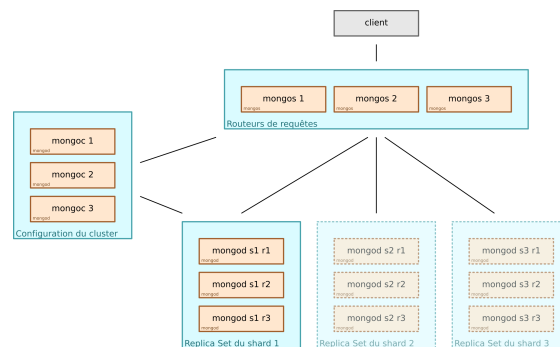 client
mongos 1
mongos
mongos 2
mongos
mongos 3
mongos
Routeurs de requêtes
mongoc 1
mongod
mongoc 2
mongod
mongoc 3
mongod
Configuration du cluster
mongod s1 r1
mongod
mongod s1 r2
mongod
mongod s1 r3
mongod
Replica Set du shard 1
mongod s2 r1
mongod
mongod s2 r2
mongod
mongod s2 r3
mongod
Replica Set du shard 2
mongod s3 r1
mongod
mongod s3 r2
mongod
mongod s3 r3
mongod
Replica Set du shard 3